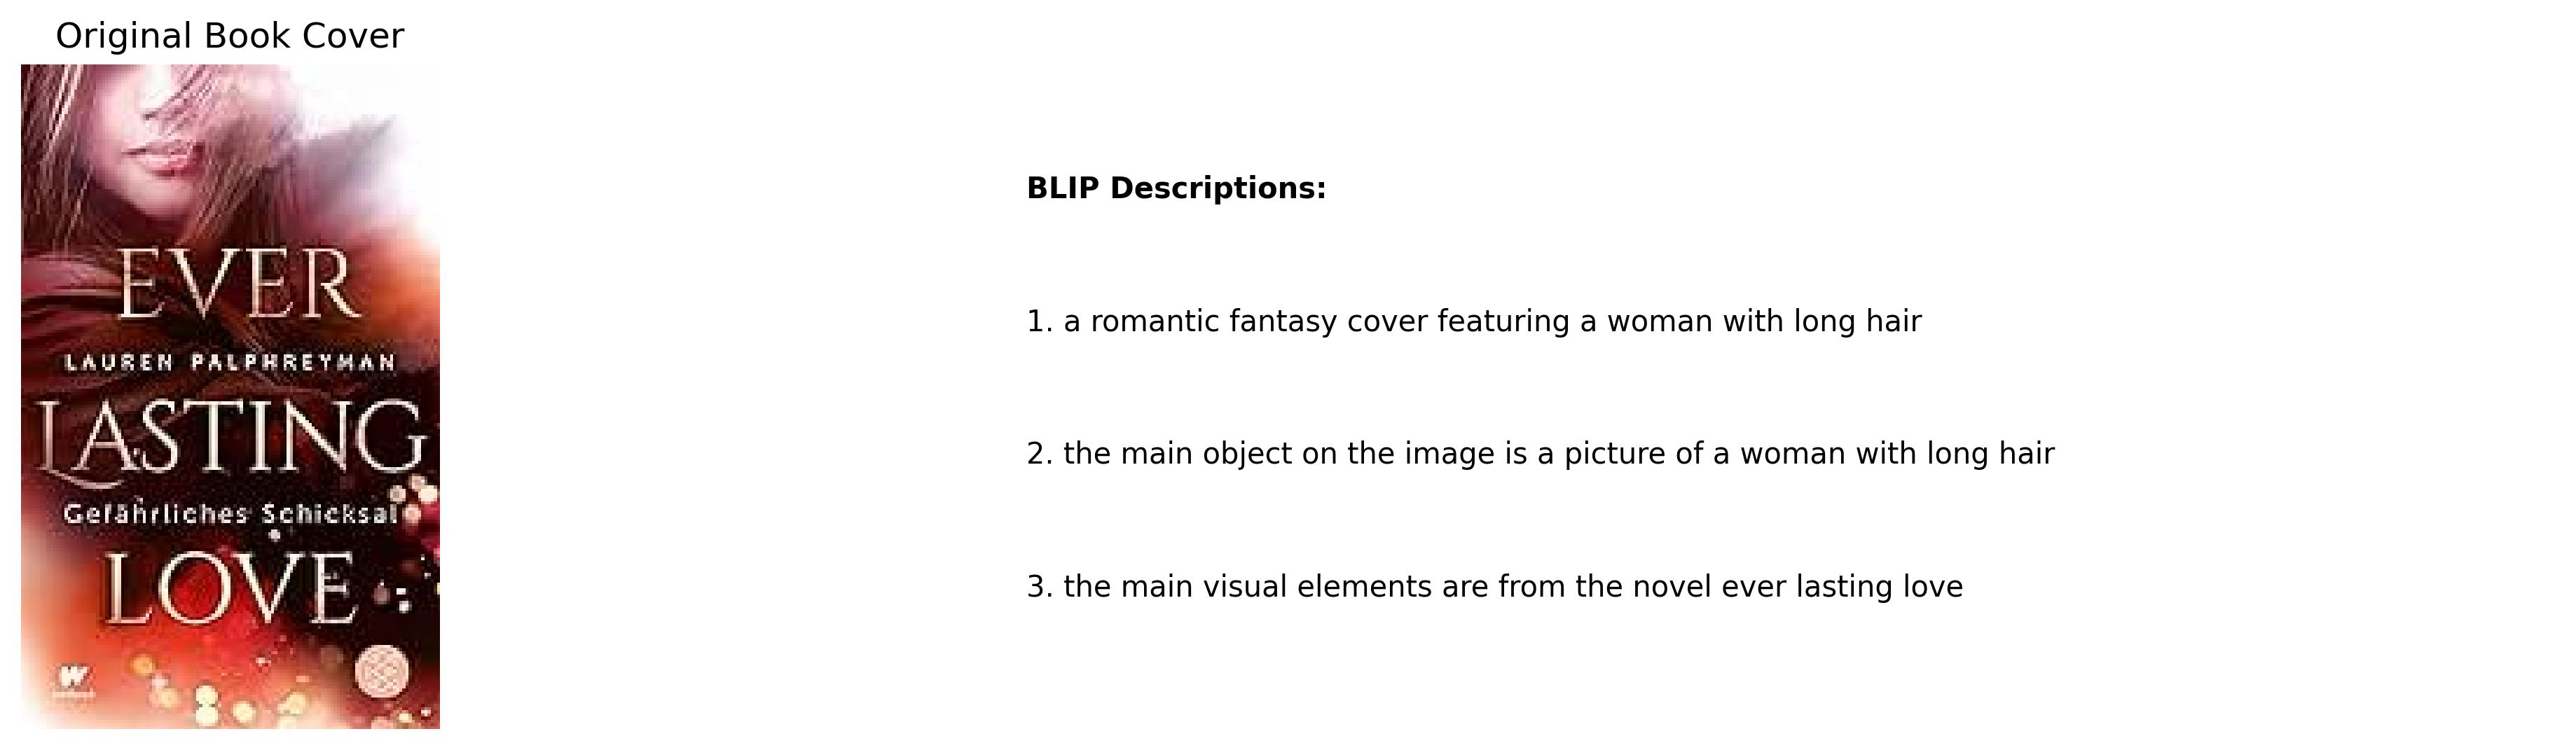 Original Book Cover
EVER
LAUREN PALPHREYMAN
LASTING
Gefährliches Schicksal
LOVE
W
BLIP Descriptions:
1. a romantic fantasy cover featuring a woman with long hair
2. the main object on the image is a picture of a woman with long hair
3. the main visual elements are from the novel ever lasting love